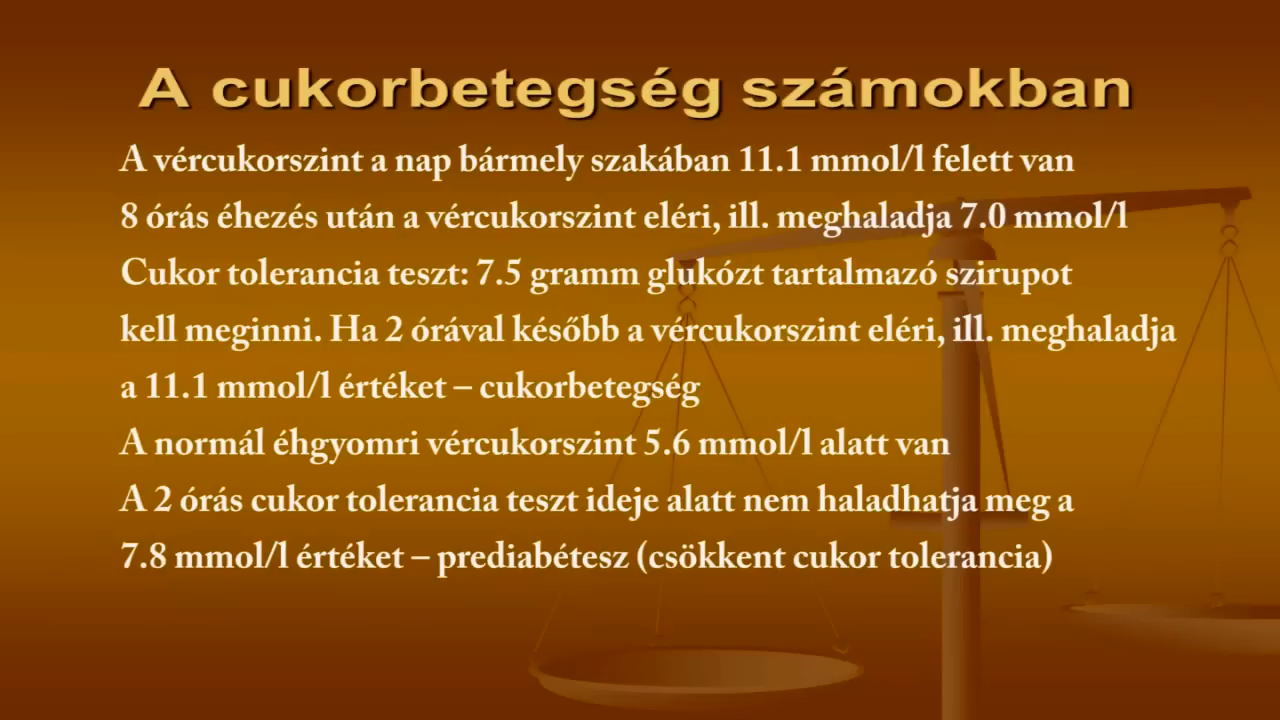 A cukorbetegség számokban
A vércukorszint a nap bármely szakában 11.1 mmol/l felett van
8 órás éhezés után a vércukorszint eléri, ill. meghaladja 7.0 mmol/l
Cukor tolerancia teszt: 7.5 gramm glukózt tartalmazó szirupot
kell meginni. Ha 2 órával később a vércukorszint eléri, ill. meghaladja
a 11.1 mmol/l értéket – cukorbetegség
A normál éhgyomri vércukorszint 5.6 mmol/l alatt van
A 2 órás cukor tolerancia teszt ideje alatt nem haladhatja meg a
7.8 mmol/l értéket – prediabétesz (csökkent cukor tolerancia)